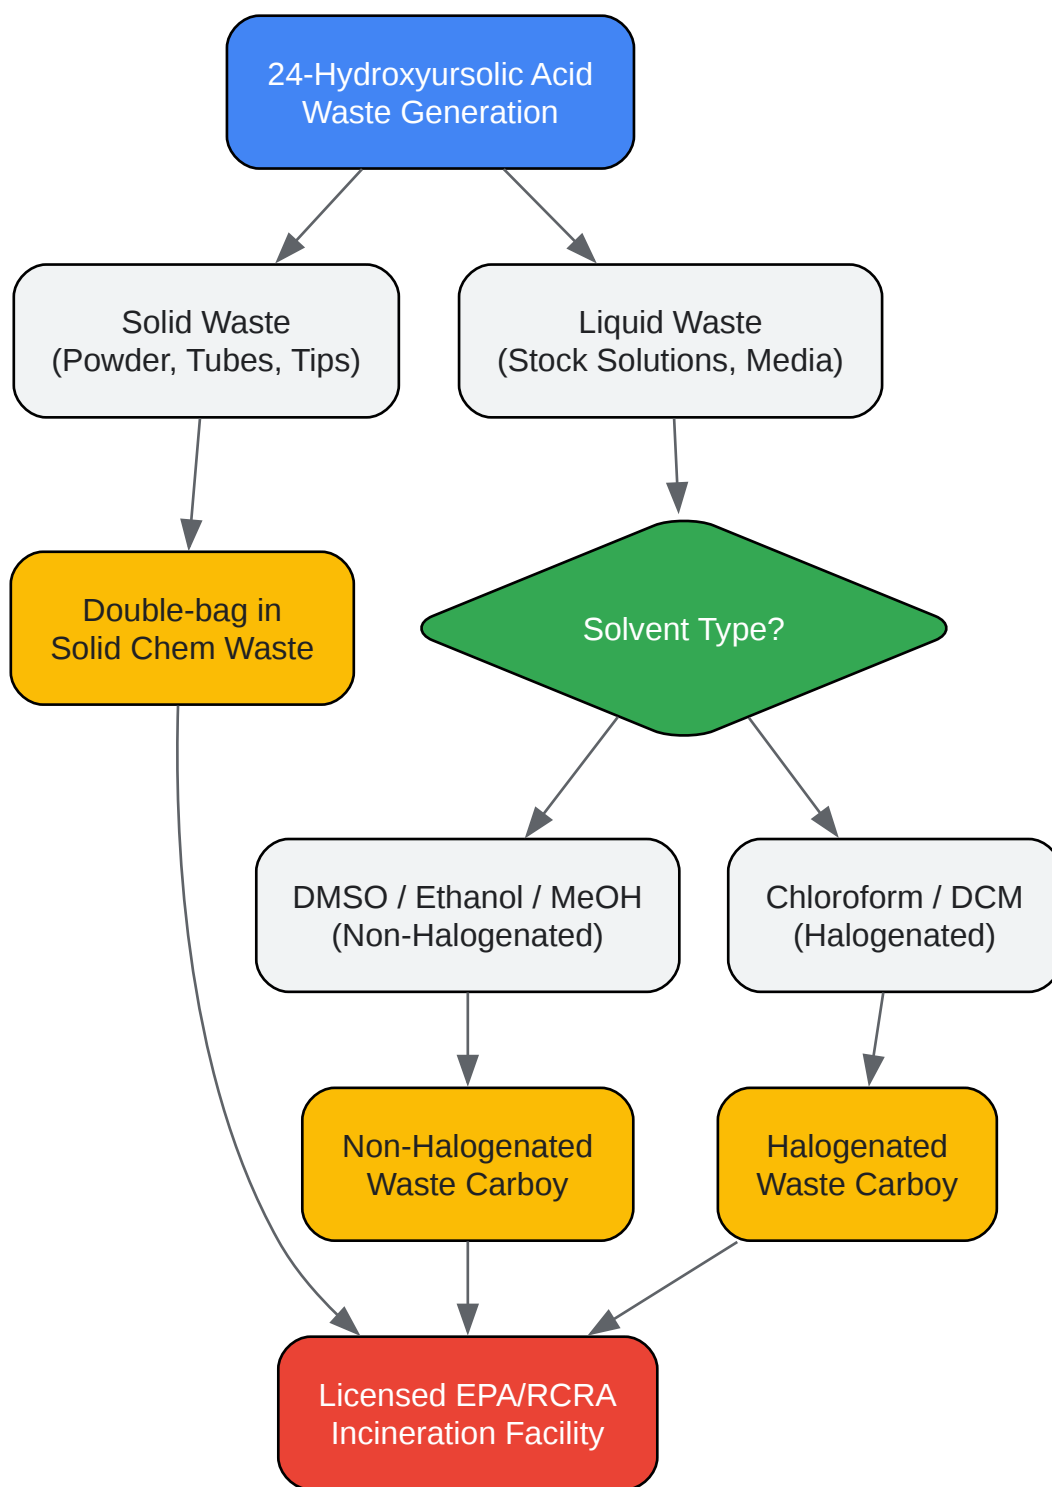 24-Hydroxyursolic Acid
Waste Generation
Solid Waste
(Powder, Tubes, Tips)
Liquid Waste
(Stock Solutions, Media)
Double-bag in
Solid Chem Waste
Solvent Type?
DMSO / Ethanol / MeOH
(Non-Halogenated)
Chloroform / DCM
(Halogenated)
Non-Halogenated
Waste Carboy
Halogenated
Waste Carboy
Licensed EPA/RCRA
Incineration Facility